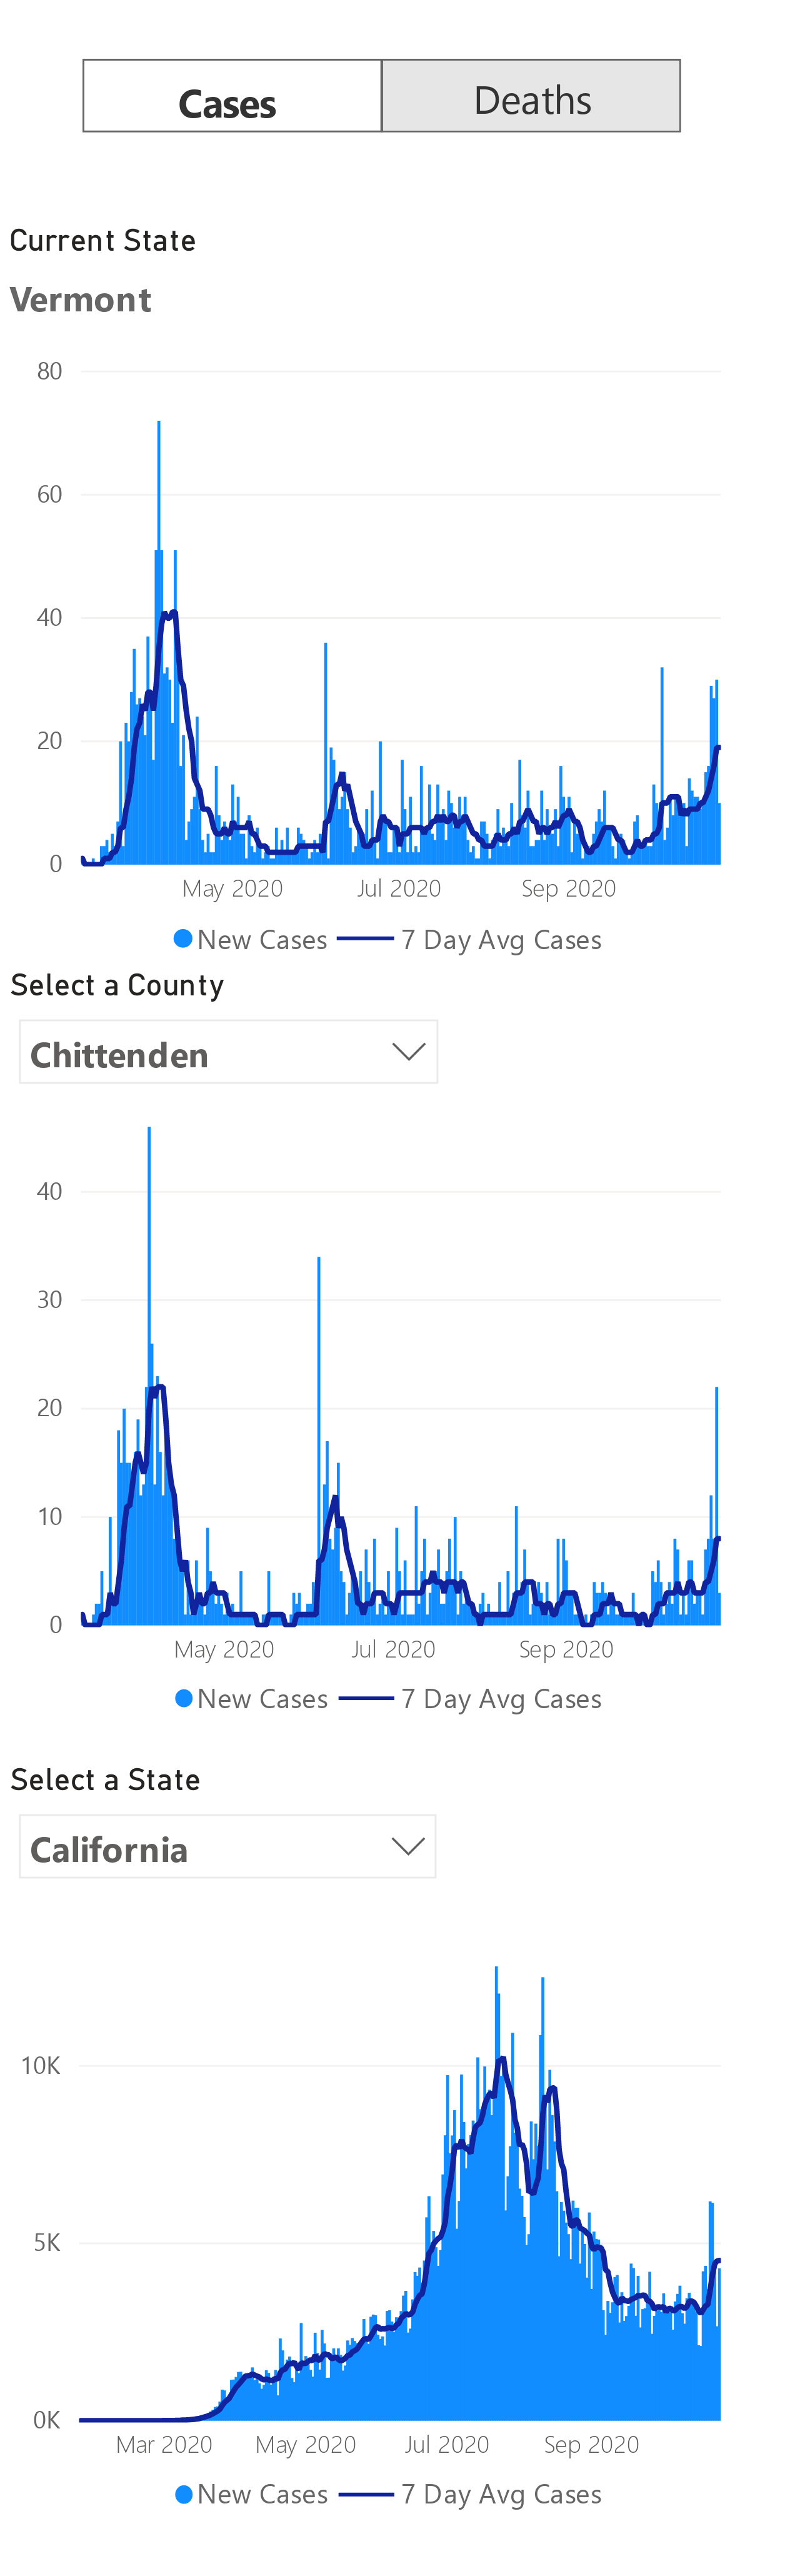 Cases Deaths
Current State
Vermont
80
60
40
20
0
May 2020 Jul 2020 Sep 2020
New Cases 7 Day Avg Cases
Select a County
Chittenden
40
30
20
10
0
May 2020 Jul 2020 Sep 2020
New Cases 7 Day Avg Cases
Select a State
California
10K
5K
0K
Mar 2020 May 2020 Jul 2020 Sep 2020
New Cases 7 Day Avg Cases